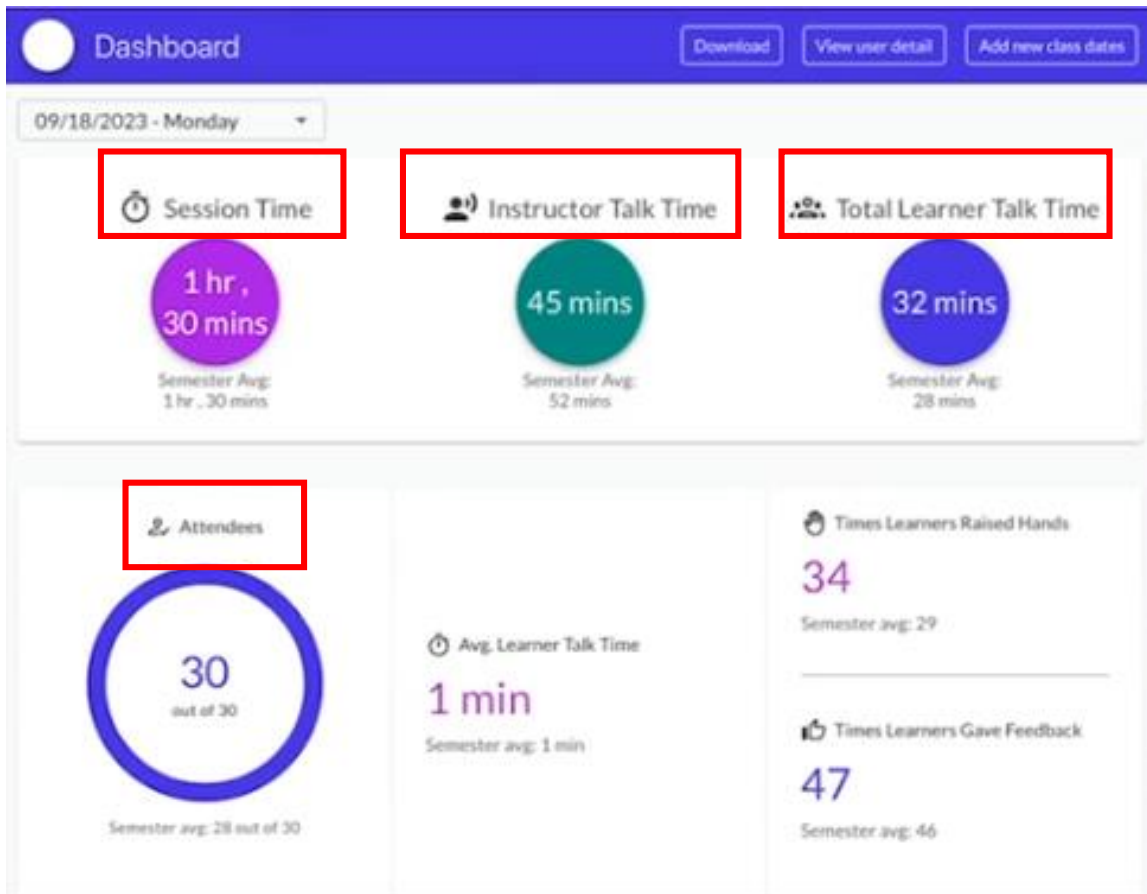 Dashboard
Download
View user detail
Add new class dates
09/18/2023 - Monday
Session Time
1 hr ,
30 mins
Semester Avg:
1 hr , 30 mins
Instructor Talk Time
45 mins
Semester Avg:
52 mins
Total Learner Talk Time
32 mins
Semester Avg:
28 mins
Attendees
30
out of 30
Semester avg: 28 out of 30
Avg. Learner Talk Time
1 min
Semester avg: 1 min
Times Learners Raised Hands
34
Semester avg: 29
Times Learners Gave Feedback
47
Semester avg: 46